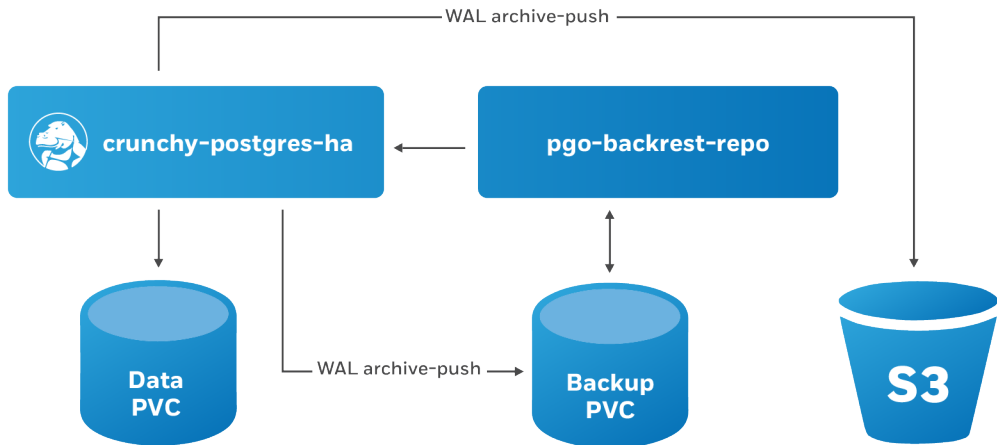 WAL archive-push
crunchy-postgres-ha
pgo-backrest-repo
WAL archive-push
Data
PVC
Backup
PVC
S3